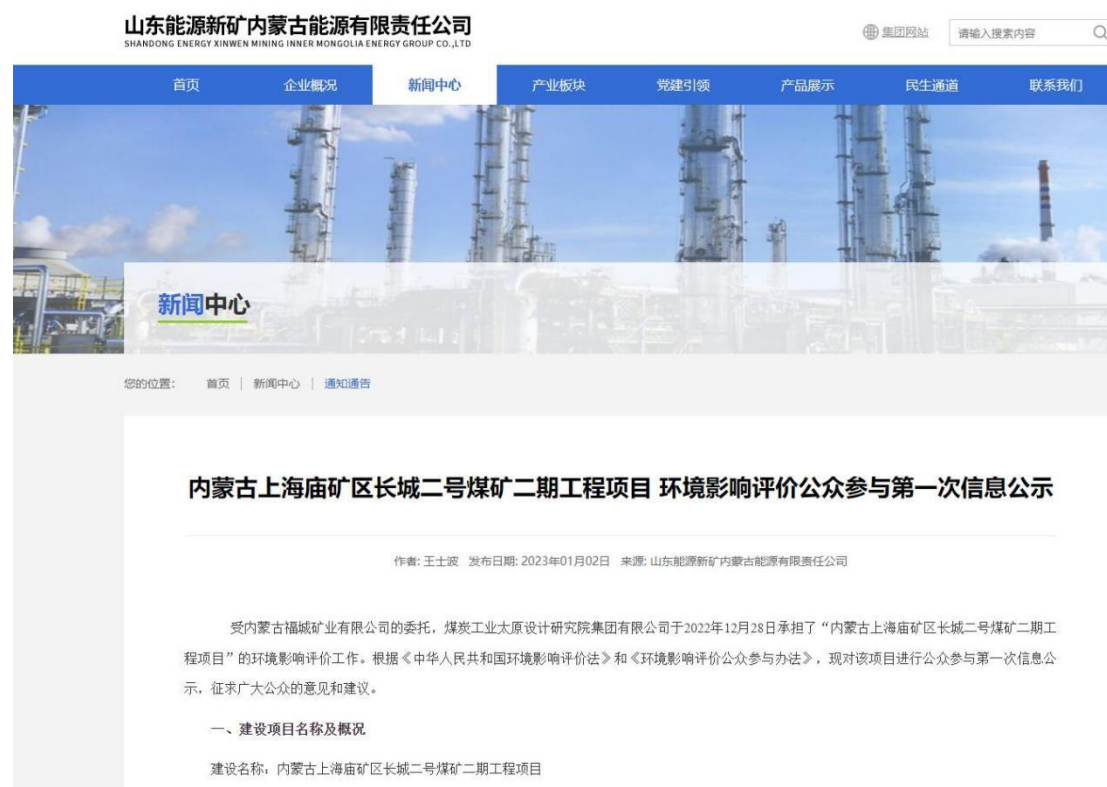 山东能源新矿内蒙古能源有限责任公司
SHANDONG ENERGY XINWEN MINING INNER MONGOLIA ENERGY GROUP CO.,LTD
集团网站 请输入搜索内容
首页 企业概况 新闻中心 产业板块 党建引领 产品展示 民生通道 联系我们
新闻中心
您的位置: 首页 | 新闻中心 | 通知通告
内蒙古上海庙矿区长城二号煤矿二期工程项目 环境影响评价公众参与第一次信息公示
作者: 王士波 发布日期: 2023年01月02日 来源: 山东能源新矿内蒙古能源有限责任公司
受内蒙古福城矿业有限公司的委托，煤炭工业太原设计研究院集团有限公司于2022年12月28日承担了“内蒙古上海庙矿区长城二号煤矿二期工
程项目”的环境影响评价工作。根据《中华人民共和国环境影响评价法》和《环境影响评价公众参与办法》，现对该项目进行公众参与第一次信息公
示，征求广大公众的意见和建议。
一、建设项目名称及概况
建设名称：内蒙古上海庙矿区长城二号煤矿二期工程项目